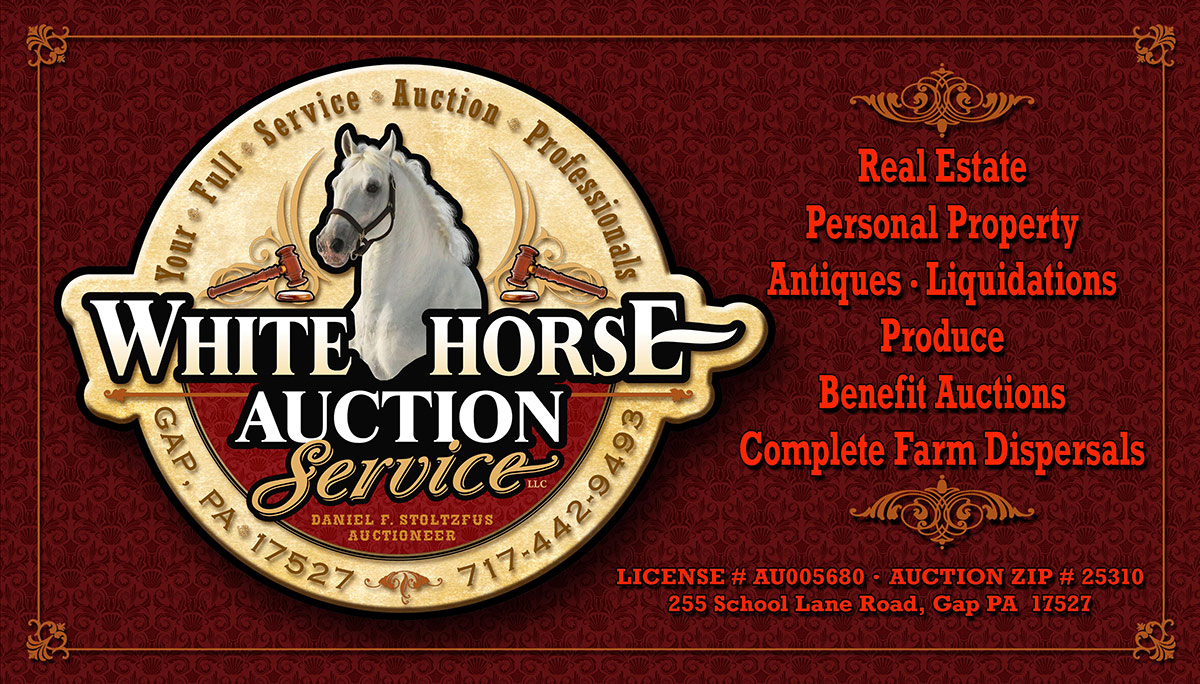 Your • Full • Service • Auction • Professionals
WHITE HORSE
AUCTION
Service LLC
DANIEL F. STOLTZFUS
AUCTIONEER
GAP, PA • 17527
717-442-9493
Real Estate
Personal Property
Antiques · Liquidations
Produce
Benefit Auctions
Complete Farm Dispersals
LICENSE # AU005680 · AUCTION ZIP # 25310
255 School Lane Road, Gap PA 17527